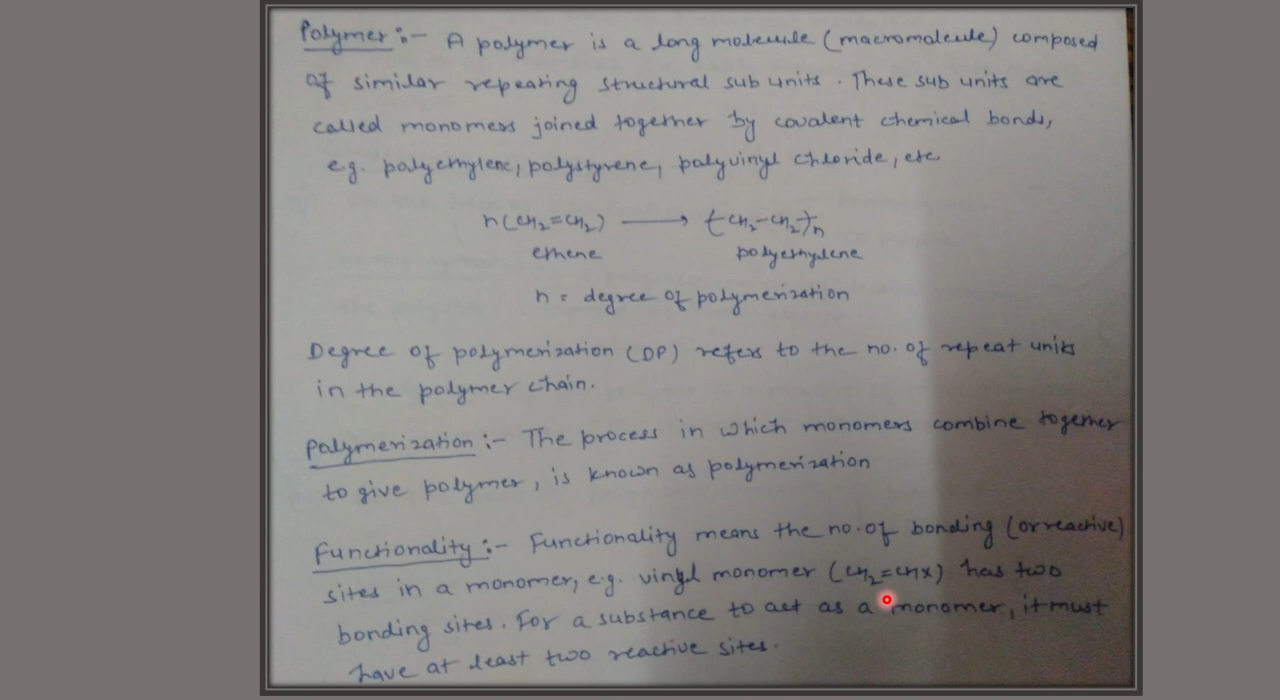 Polymer :- A polymer is a long molecule (macromolecule) composed
of similar repeating structural sub units. These sub units are
called monomers joined together by covalent chemical bonds,
e.g. polyethylene, polystyrene, polyvinyl chloride, etc
n(CH₂=CH₂) ⟶ {CH₂-CH₂}n
ethene polyethylene
n = degree of polymerization
Degree of polymerization (DP) refers to the no. of repeat units
in the polymer chain.
Polymerization :- The process in which monomers combine together
to give polymer, is known as polymerization
Functionality :- Functionality means the no. of bonding (or reactive)
sites in a monomer, e.g. vinyl monomer (CH₂=CHX) has two
bonding sites. For a substance to act as a monomer, it must
have at least two reactive sites.